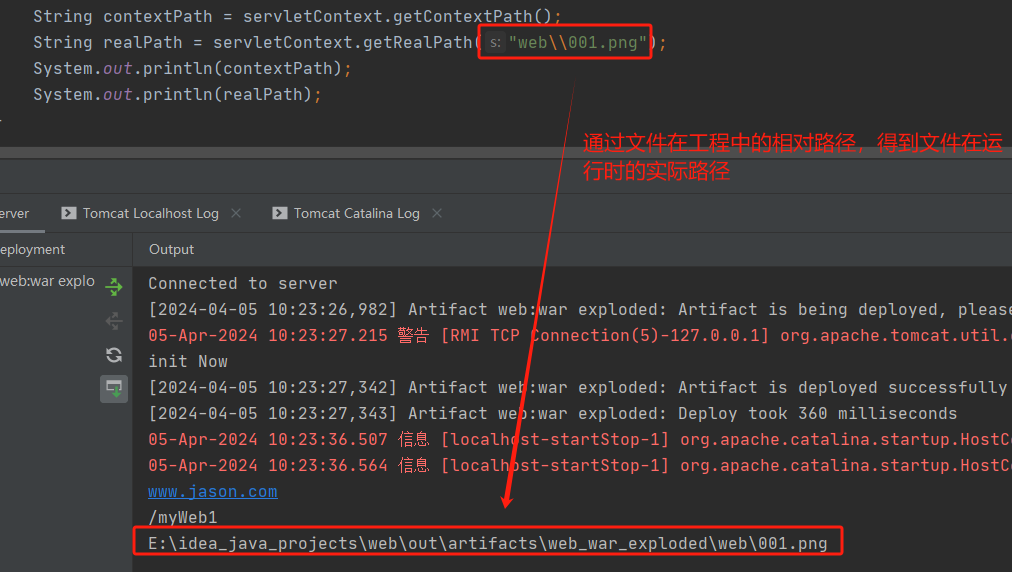 String contextPath = servletContext.getContextPath();
String realPath = servletContext.getRealPath( s: "web\\001.png");
System.out.println(contextPath);
System.out.println(realPath);
通过文件在工程中的相对路径，得到文件在运
行时的实际路径
erver
Tomcat Localhost Log
Tomcat Catalina Log
eployment
Output
web:war explo
Connected to server
[2024-04-05 10:23:26,982] Artifact web:war exploded: Artifact is being deployed, please
05-Apr-2024 10:23:27.215 警告 [RMI TCP Connection(5)-127.0.0.1] org.apache.tomcat.util.
init Now
[2024-04-05 10:23:27,342] Artifact web:war exploded: Artifact is deployed successfully
[2024-04-05 10:23:27,343] Artifact web:war exploded: Deploy took 360 milliseconds
05-Apr-2024 10:23:36.507 信息 [localhost-startStop-1] org.apache.catalina.startup.HostC
05-Apr-2024 10:23:36.564 信息 [localhost-startStop-1] org.apache.catalina.startup.HostC
www.jason.com
/myWeb1
E:\idea_java_projects\web\out\artifacts\web_war_exploded\web\001.png